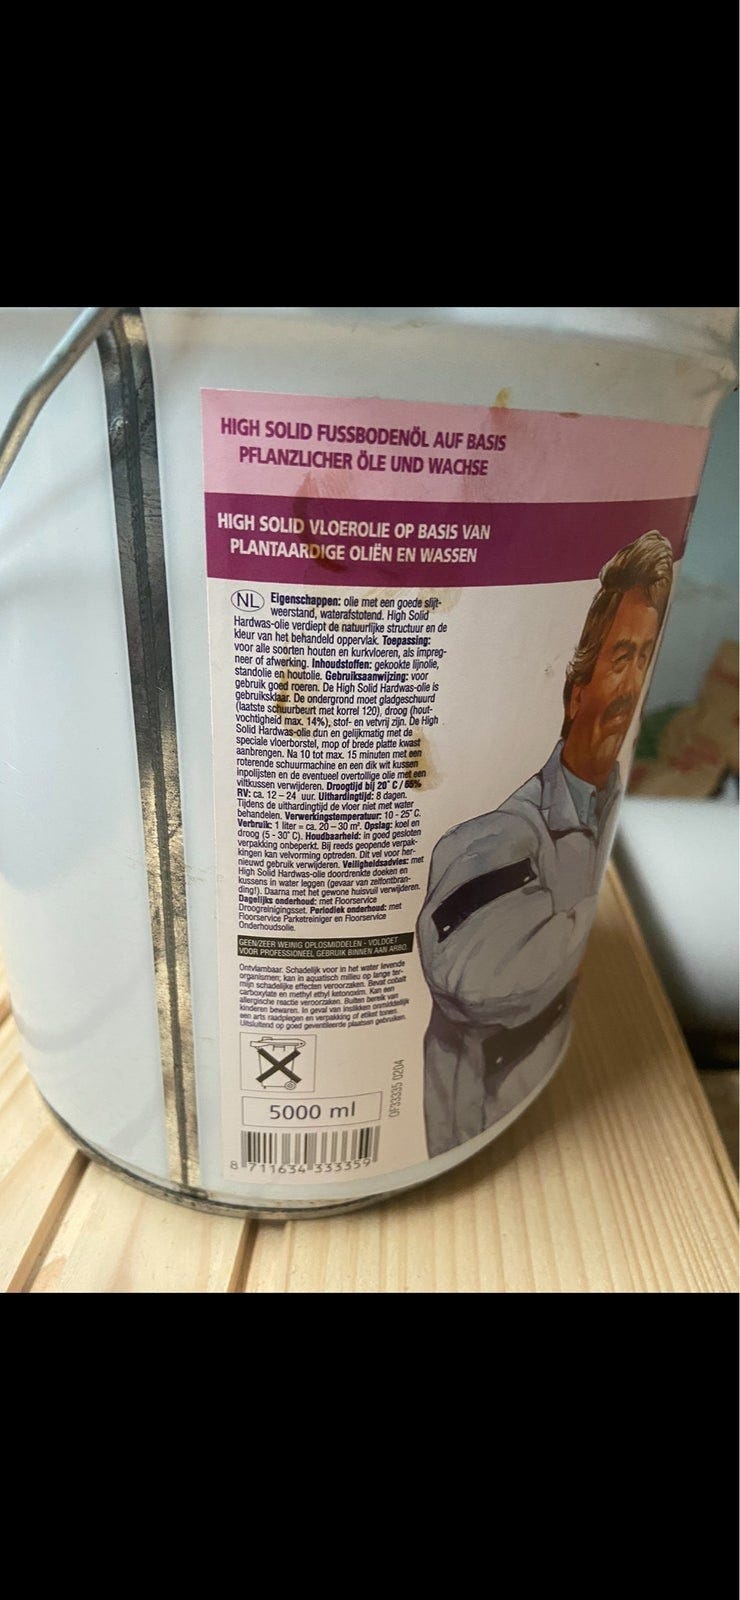 HIGH SOLID FUSSBODENÖL AUF BASIS
PFLANZLICHER ÖLE UND WACHSE
HIGH SOLID VLOEROLIE OP BASIS VAN
PLANTAARDIGE OLIËN EN WASSEN
NL Eigenschappen: olie met een goede slijt-
weerstand, waterafstotend. High Solid
Hardwas-olie verdiept de natuurlijke structuur en de
kleur van het behandeld oppervlak. Toepassing:
voor alle soorten houten en kurkvloeren, als impreg-
neer of afwerking. Inhoudstoffen: gekookte lijnolie,
standolie en houtolie. Gebruiksaanwijzing: voor
gebruik goed roeren. De High Solid Hardwas-olie is
gebruiksklaar. De ondergrond moet gladgeschuurd
(laatste schuurbeurt met korrel 120), droog (hout-
vochtigheid max. 14%), stof- en vetvrij zijn. De High
Solid Hardwas-olie dun en gelijkmatig met de
speciale vloerborstel, mop of brede platte kwast
aanbrengen. Na 10 tot max. 15 minuten met een
roterende schuurmachine en een dik wit kussen
inpolijsten en de eventueel overtollige olie met een
viltkussen verwijderen. Droogtijd bij 20° C / 55%
RV: ca. 12 – 24 uur. Uithardingtijd: 8 dagen.
Tijdens de uithardingtijd de vloer niet met water
behandelen. Verwerkingstemperatuur: 10 - 25° C.
Verbruik: 1 liter = ca. 20 – 30 m². Opslag: koel en
droog (5 - 30° C). Houdbaarheid: in goed gesloten
verpakking onbeperkt. Bij reeds geopende verpak-
kingen kan velvorming optreden. Dit vel voor her-
nieuwd gebruik verwijderen. Veiligheidsadvies: met
High Solid Hardwas-olie doordrenkte doeken en
kussens in water leggen (gevaar van zelfontbran-
ding!). Daarna met het gewone huisvuil verwijderen.
Dagelijks onderhoud: met Floorservice
Droogreinigingsset. Periodiek onderhoud: met
Floorservice Parketreiniger en Floorservice
Onderhoudsolie.
GEEN/ZEER WEINIG OPLOSMIDDELEN - VOLDOET
VOOR PROFESSIONEEL GEBRUIK BINNEN AAN ARBO
Ontvlambaar. Schadelijk voor in het water levende
organismen; kan in aquatisch milieu op lange ter-
mijn schadelijke effecten veroorzaken. Bevat cobalt
carboxylate en methyl ethyl ketonoxim. Kan een
allergische reactie veroorzaken. Buiten bereik van
kinderen bewaren. In geval van inslikken onmiddellijk
een arts raadplegen en verpakking of etiket tonen.
Uitsluitend op goed geventileerde plaatsen gebruiken.
5000 ml
OF33335 0204
8 711634 333359